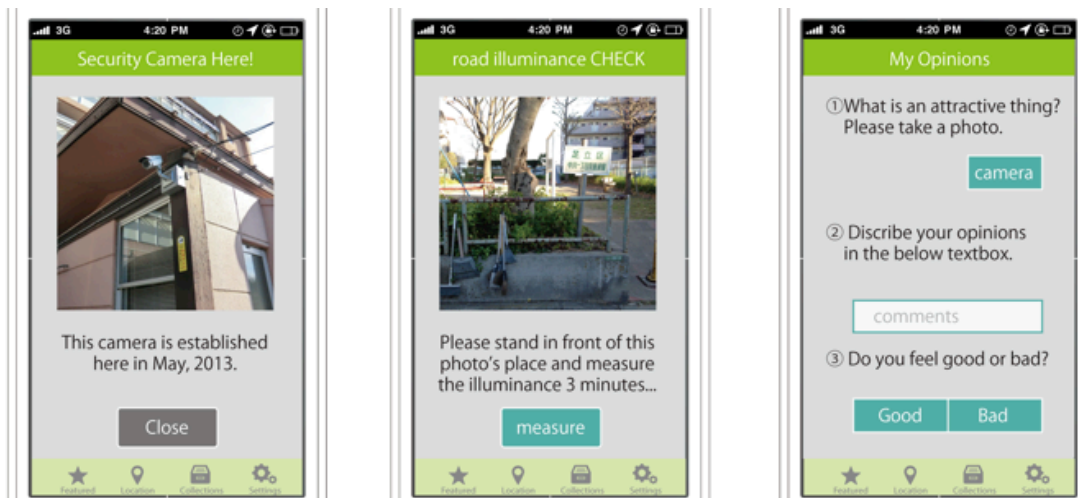 3G 4:20 PM
Security Camera Here!
This camera is established
here in May, 2013.
Close
Featured Location Collections Settings
3G 4:20 PM
road illuminance CHECK
足立区
Please stand in front of this
photo's place and measure
the illuminance 3 minutes...
measure
Featured Location Collections Settings
3G 4:20 PM
My Opinions
①What is an attractive thing?
Please take a photo.
camera
② Discribe your opinions
in the below textbox.
comments
③ Do you feel good or bad?
Good Bad
Featured Location Collections Settings